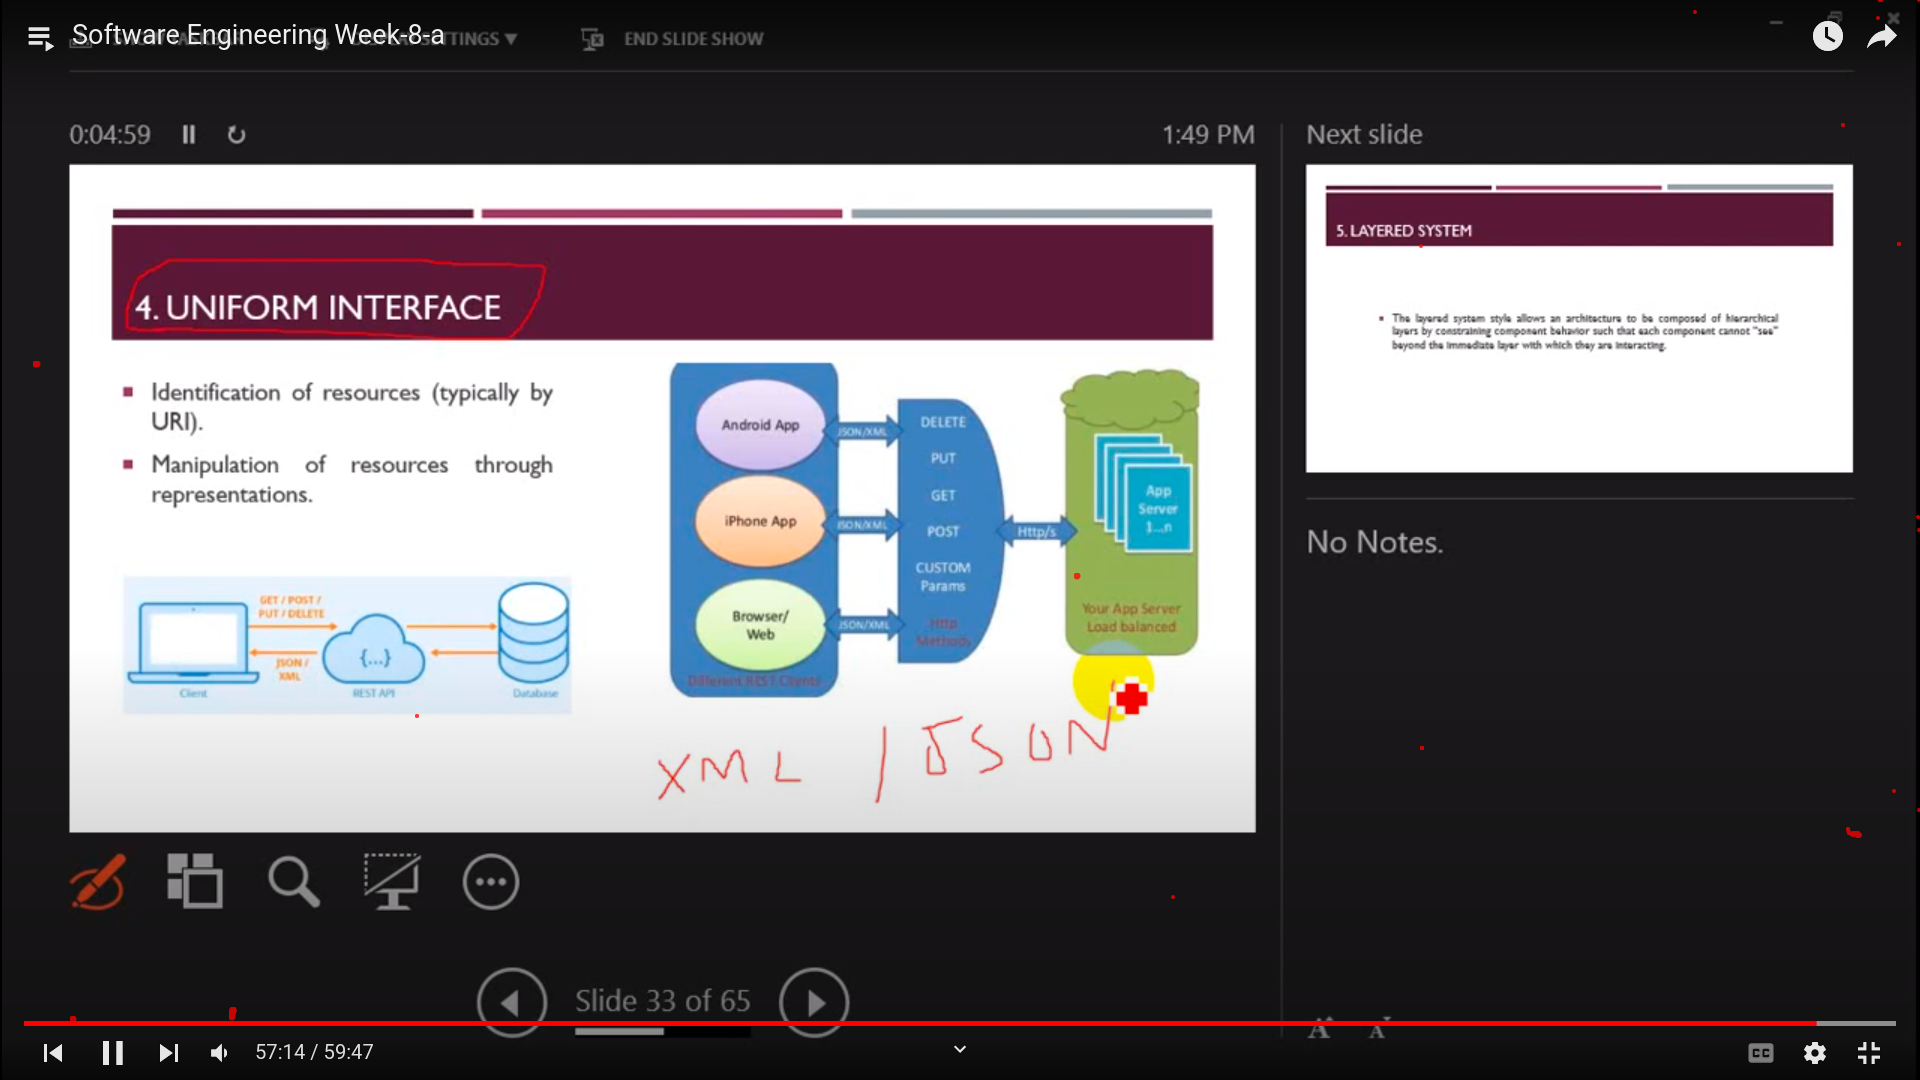 Software Engineering Week-8-a
SETTINGS ▼
END SLIDE SHOW
0:04:59
1:49 PM
Next slide
4. UNIFORM INTERFACE
▪ Identification of resources (typically by
URI).
▪ Manipulation of resources through
representations.
GET / POST /
PUT / DELETE
{...}
JSON /
XML
Client
REST API
Database
Android App
iPhone App
Browser/
Web
Different REST Clients
JSON/XML
JSON/XML
JSON/XML
DELETE
PUT
GET
POST
CUSTOM
Params
Http
Methods
Http/s
App
Server
1...n
Your App Server
Load balanced
XML / JSON
5. LAYERED SYSTEM
▪ The layered system style allows an architecture to be composed of hierarchical
layers by constraining component behavior such that each component cannot "see"
beyond the immediate layer with which they are interacting.
No Notes.
Slide 33 of 65
A A
57:14 / 59:47
CC